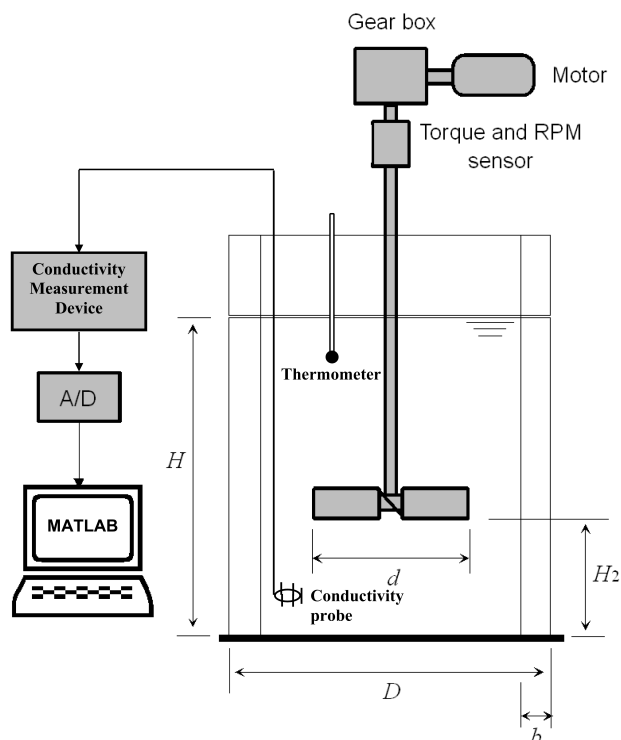 Gear box
Motor
Torque and RPM
sensor
Conductivity
Measurement
Device
Thermometer
A/D
H
MATLAB
d
H2
Conductivity
probe
D
b